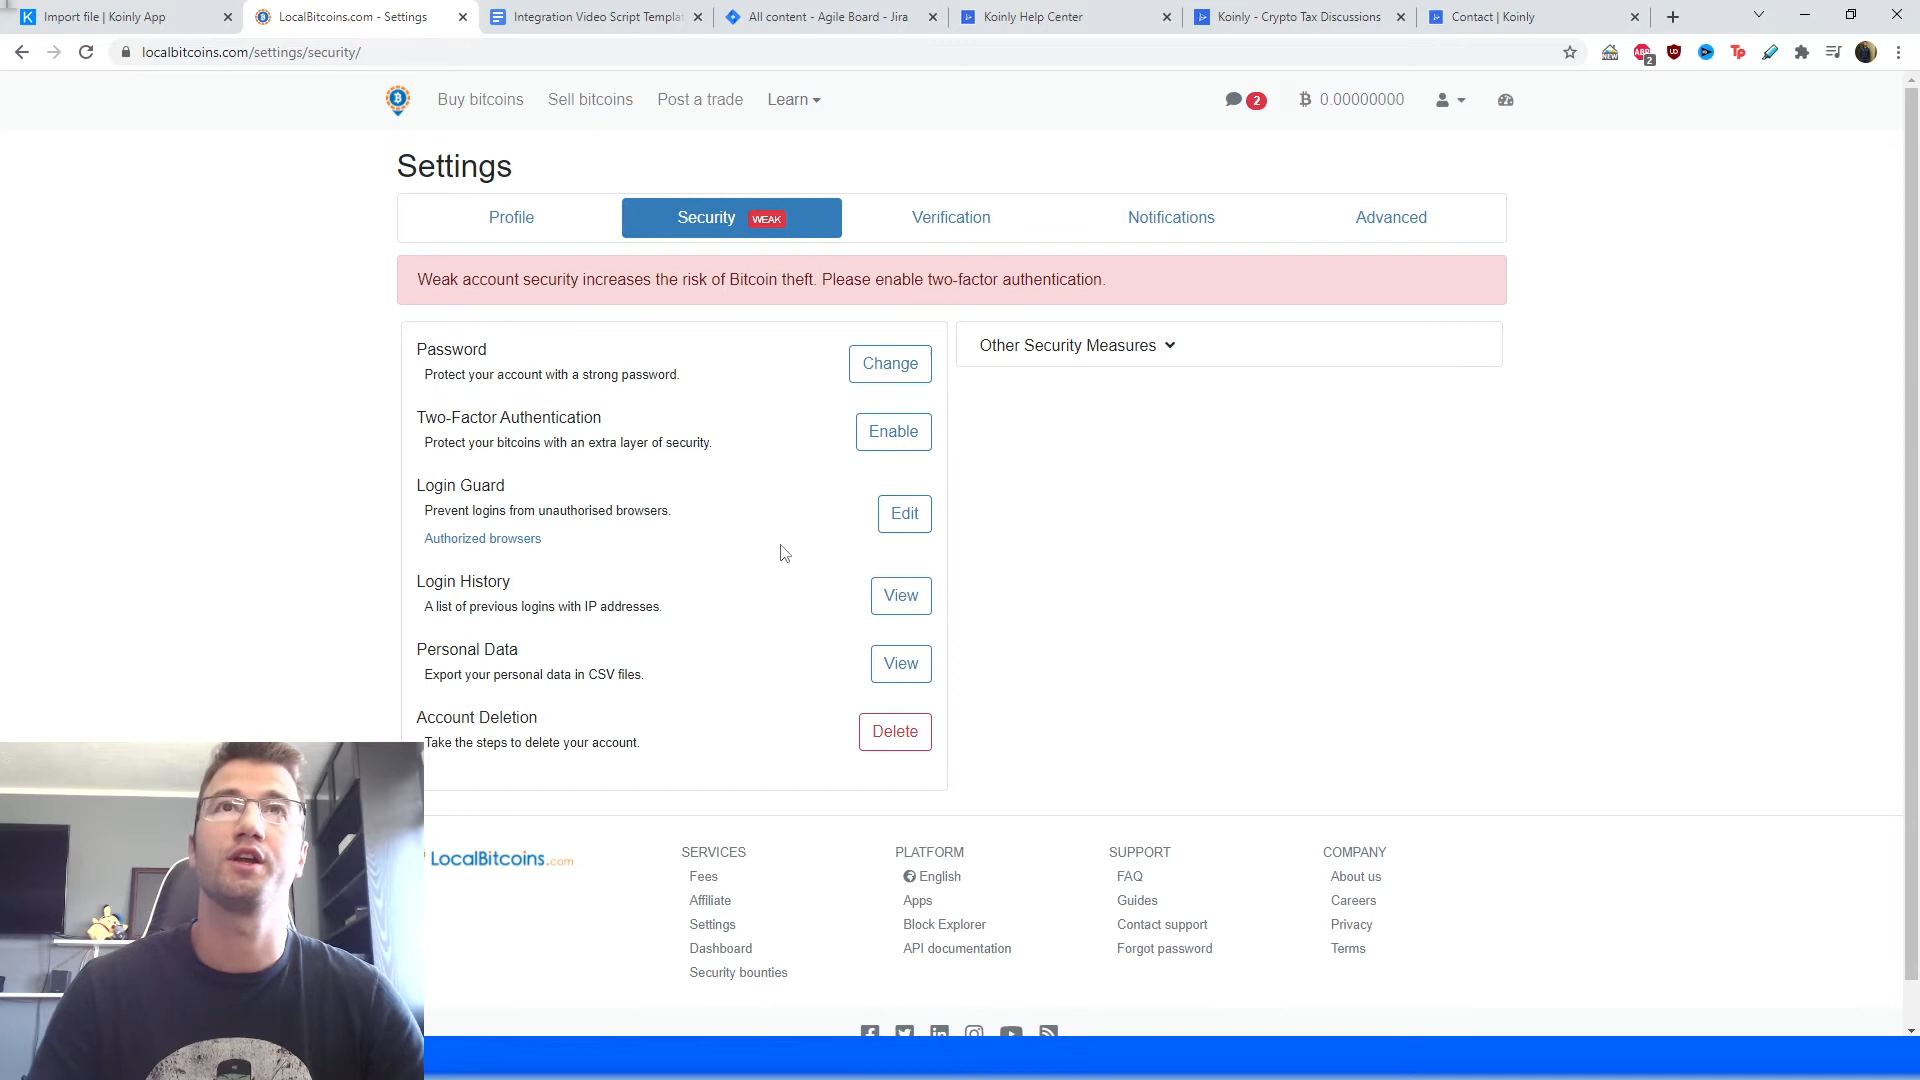 Import file | Koinly App
LocalBitcoins.com - Settings
Integration Video Script Templat
All content - Agile Board - Jira
Koinly Help Center
Koinly - Crypto Tax Discussions
Contact | Koinly
localbitcoins.com/settings/security/
Buy bitcoins Sell bitcoins Post a trade Learn 2 0.00000000
Settings
Profile Security WEAK Verification Notifications Advanced
Weak account security increases the risk of Bitcoin theft. Please enable two-factor authentication.
Password
Protect your account with a strong password.
Change
Two-Factor Authentication
Protect your bitcoins with an extra layer of security.
Enable
Login Guard
Prevent logins from unauthorised browsers.
Authorized browsers
Edit
Login History
A list of previous logins with IP addresses.
View
Personal Data
Export your personal data in CSV files.
View
Account Deletion
Take the steps to delete your account.
Delete
Other Security Measures
LocalBitcoins.com
SERVICES
Fees
Affiliate
Settings
Dashboard
Security bounties
PLATFORM
English
Apps
Block Explorer
API documentation
SUPPORT
FAQ
Guides
Contact support
Forgot password
COMPANY
About us
Careers
Privacy
Terms